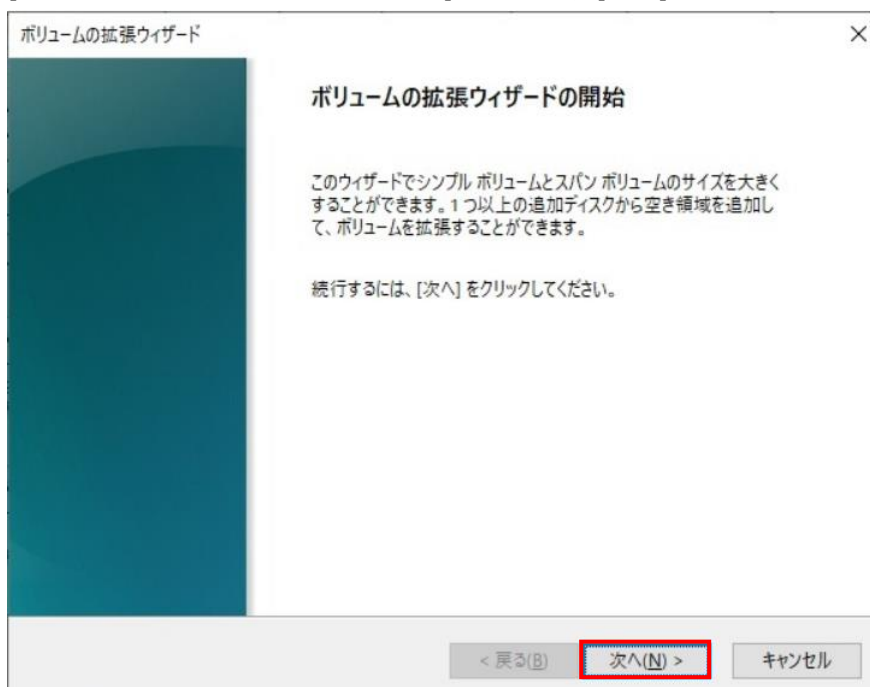 ボリュームの拡張ウィザード
ボリュームの拡張ウィザードの開始
このウィザードでシンプル ボリュームとスパン ボリュームのサイズを大きく
することができます。1 つ以上の追加ディスクから空き領域を追加し
て、ボリュームを拡張することができます。
続行するには、[次へ] をクリックしてください。
< 戻る(B)
次へ(N) >
キャンセル